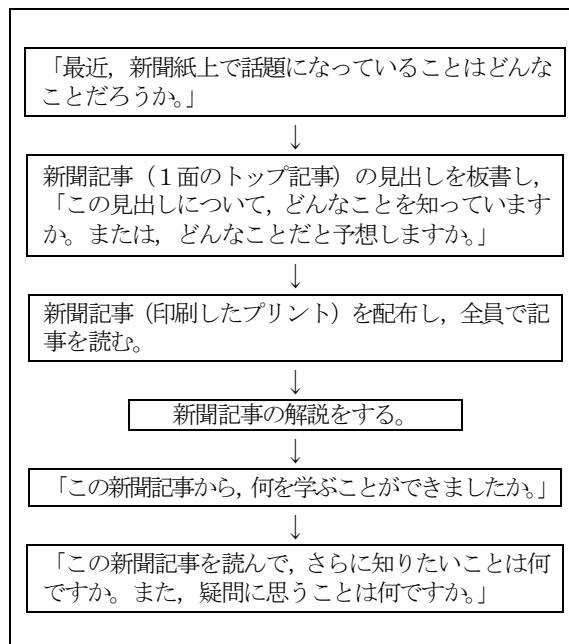 「最近，新聞紙上で話題になっていることはどんな
ことだろうか。」
↓
新聞記事（１面のトップ記事）の見出しを板書し，
「この見出しについて，どんなことを知っています
か。または，どんなことだと予想しますか。」
↓
新聞記事（印刷したプリント）を配布し，全員で記
事を読む。
↓
新聞記事の解説をする。
↓
「この新聞記事から，何を学ぶことができましたか。」
↓
「この新聞記事を読んで，さらに知りたいことは何
ですか。また，疑問に思うことは何ですか。」